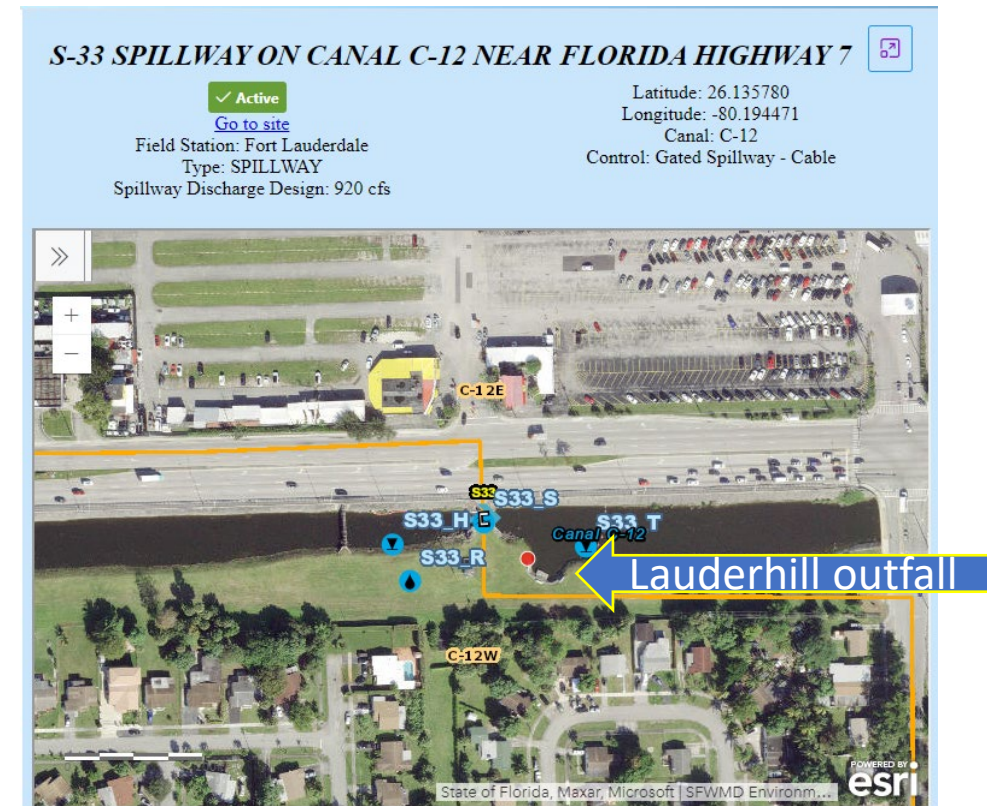 S-33 SPILLWAY ON CANAL C-12 NEAR FLORIDA HIGHWAY 7
✓ Active
Go to site
Field Station: Fort Lauderdale
Type: SPILLWAY
Spillway Discharge Design: 920 cfs
Latitude: 26.135780
Longitude: -80.194471
Canal: C-12
Control: Gated Spillway - Cable
+
−
C-12E
S33
S33_S
S33_H
S33_T
Canal C-12
S33_R
Lauderhill outfall
C-12W
POWERED BY
esri
State of Florida, Maxar, Microsoft | SFWMD Environm...